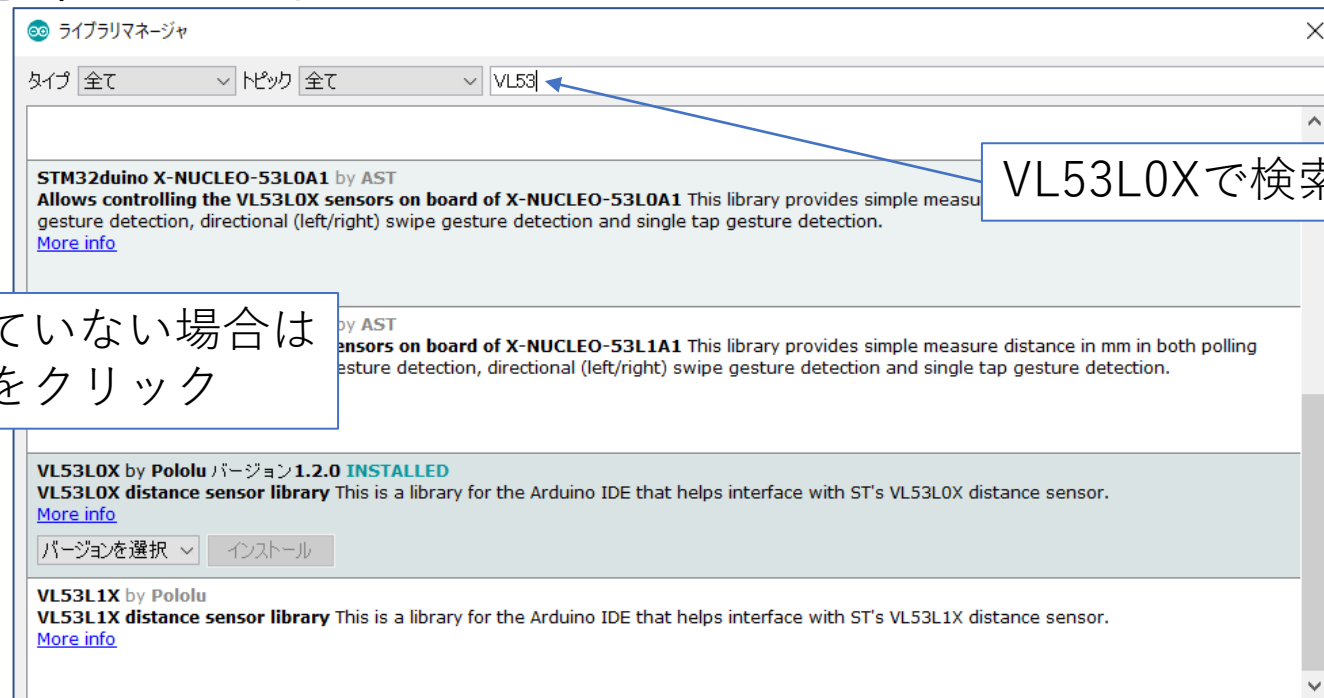 ライブラリマネージャ
タイプ 全て トピック 全て VL53
VL53L0Xで検索
STM32duino X-NUCLEO-53L0A1 by AST
Allows controlling the VL53L0X sensors on board of X-NUCLEO-53L0A1 This library provides simple measu
gesture detection, directional (left/right) swipe gesture detection and single tap gesture detection.
More info
ていない場合は
をクリック
by AST
ensors on board of X-NUCLEO-53L1A1 This library provides simple measure distance in mm in both polling
esture detection, directional (left/right) swipe gesture detection and single tap gesture detection.
VL53L0X by Pololu バージョン1.2.0 INSTALLED
VL53L0X distance sensor library This is a library for the Arduino IDE that helps interface with ST's VL53L0X distance sensor.
More info
バージョンを選択 インストール
VL53L1X by Pololu
VL53L1X distance sensor library This is a library for the Arduino IDE that helps interface with ST's VL53L1X distance sensor.
More info